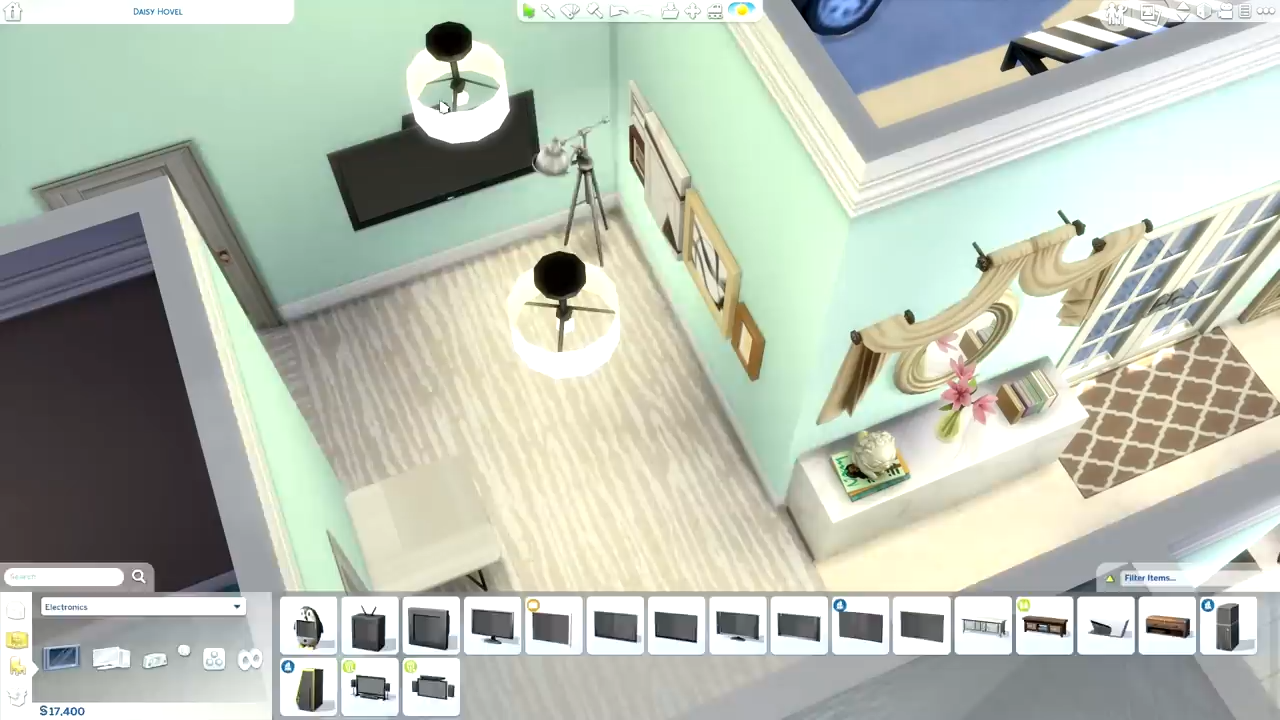 Daisy Hovel
Search
Filter Items...
Electronics
$17,400